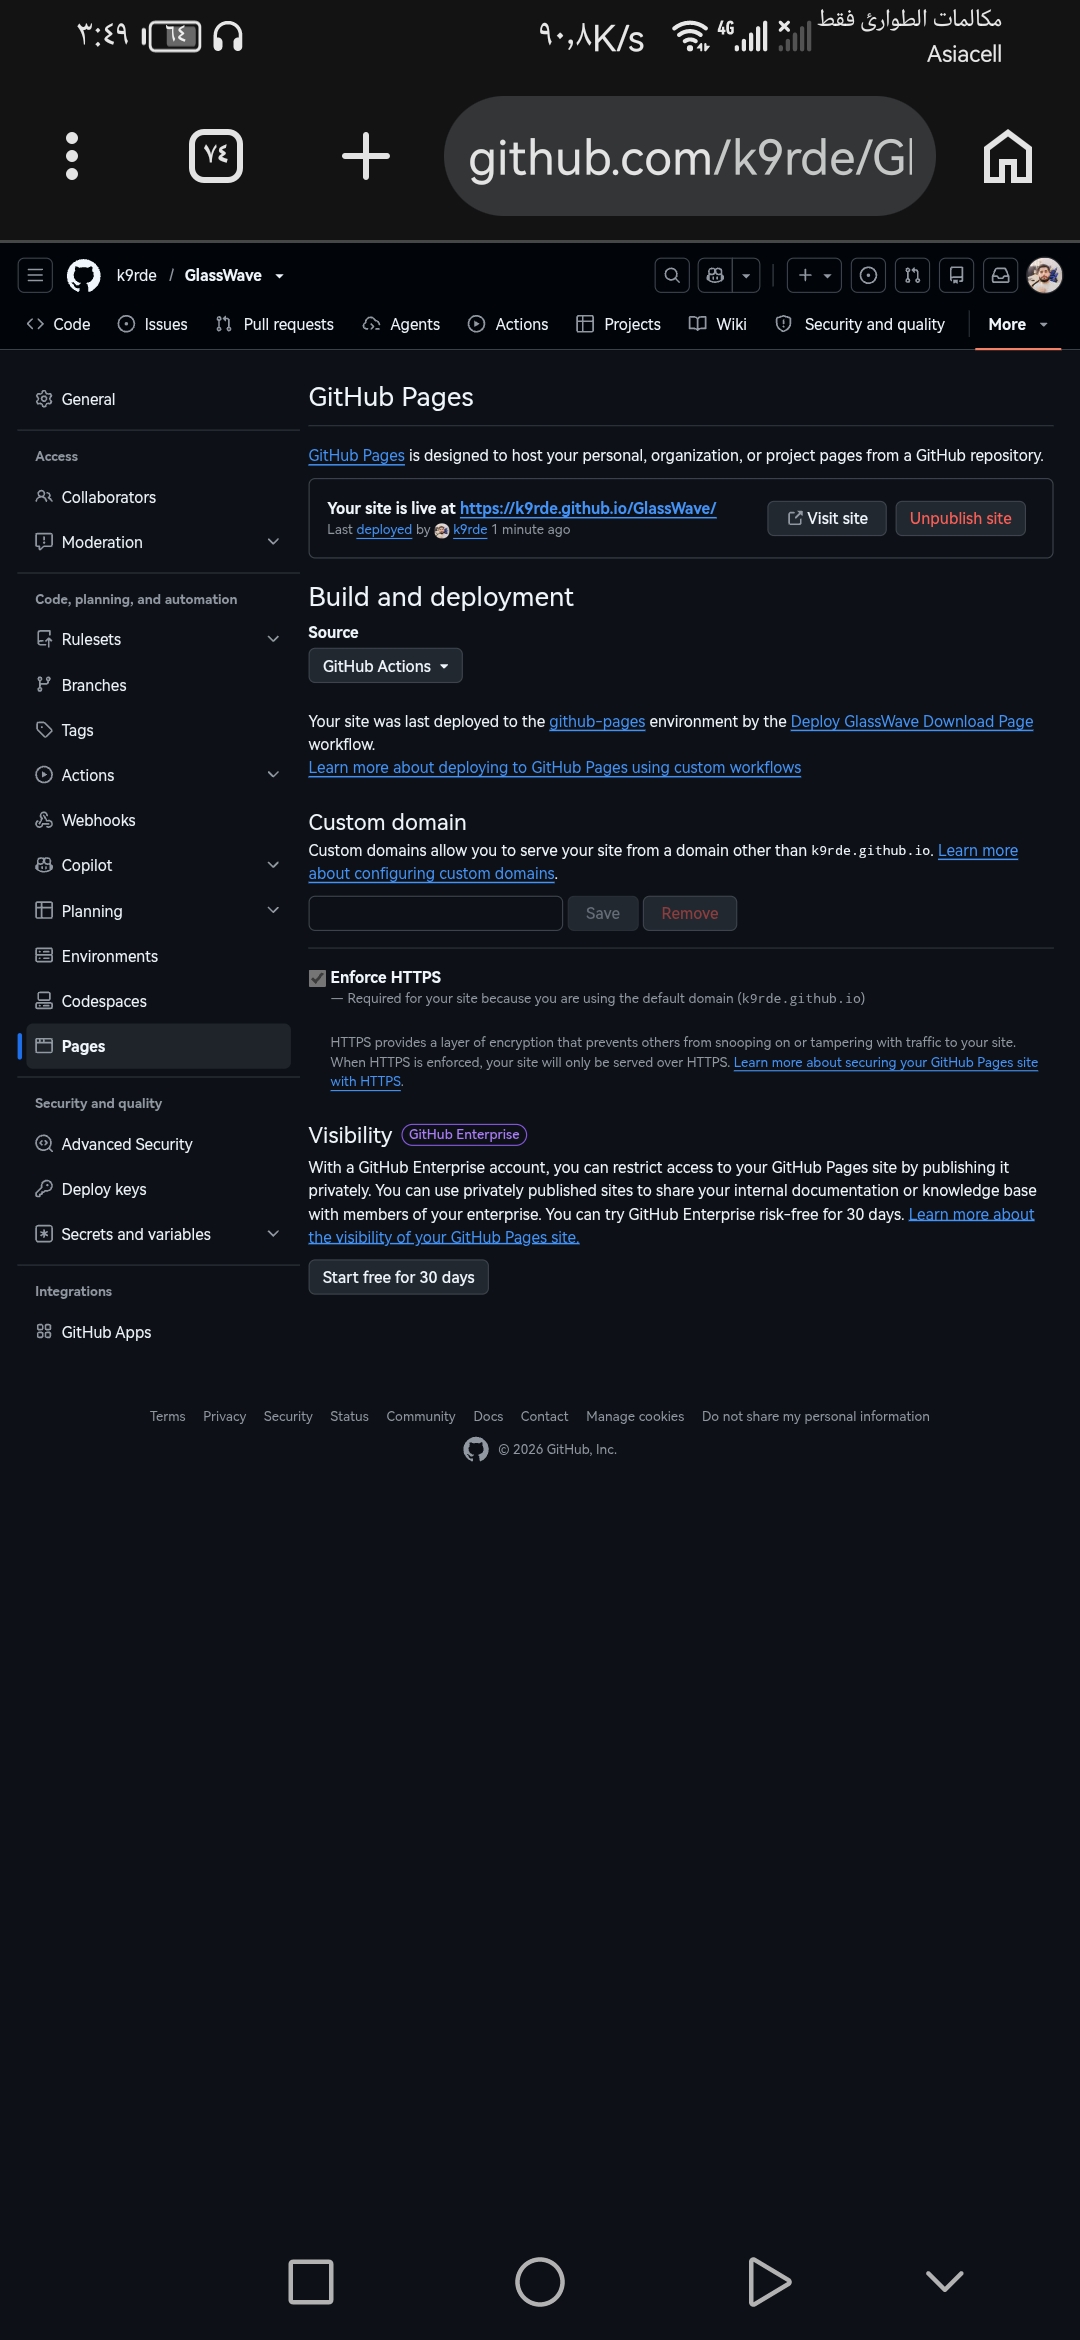 ٣:٤٩
٦٤
٩٠,٨K/s
4G
مكالمات الطوارئ فقط
Asiacell
٧٤
github.com/k9rde/Gl
k9rde / GlassWave
Code
Issues
Pull requests
Agents
Actions
Projects
Wiki
Security and quality
More
General
Access
Collaborators
Moderation
Code, planning, and automation
Rulesets
Branches
Tags
Actions
Webhooks
Copilot
Planning
Environments
Codespaces
Pages
Security and quality
Advanced Security
Deploy keys
Secrets and variables
Integrations
GitHub Apps
GitHub Pages
GitHub Pages is designed to host your personal, organization, or project pages from a GitHub repository.
Your site is live at https://k9rde.github.io/GlassWave/
Last deployed by k9rde 1 minute ago
Visit site
Unpublish site
Build and deployment
Source
GitHub Actions
Your site was last deployed to the github-pages environment by the Deploy GlassWave Download Page
workflow.
Learn more about deploying to GitHub Pages using custom workflows
Custom domain
Custom domains allow you to serve your site from a domain other than k9rde.github.io. Learn more
about configuring custom domains.
Save
Remove
Enforce HTTPS
— Required for your site because you are using the default domain (k9rde.github.io)
HTTPS provides a layer of encryption that prevents others from snooping on or tampering with traffic to your site.
When HTTPS is enforced, your site will only be served over HTTPS. Learn more about securing your GitHub Pages site
with HTTPS.
Visibility
GitHub Enterprise
With a GitHub Enterprise account, you can restrict access to your GitHub Pages site by publishing it
privately. You can use privately published sites to share your internal documentation or knowledge base
with members of your enterprise. You can try GitHub Enterprise risk-free for 30 days. Learn more about
the visibility of your GitHub Pages site.
Start free for 30 days
Terms
Privacy
Security
Status
Community
Docs
Contact
Manage cookies
Do not share my personal information
© 2026 GitHub, Inc.